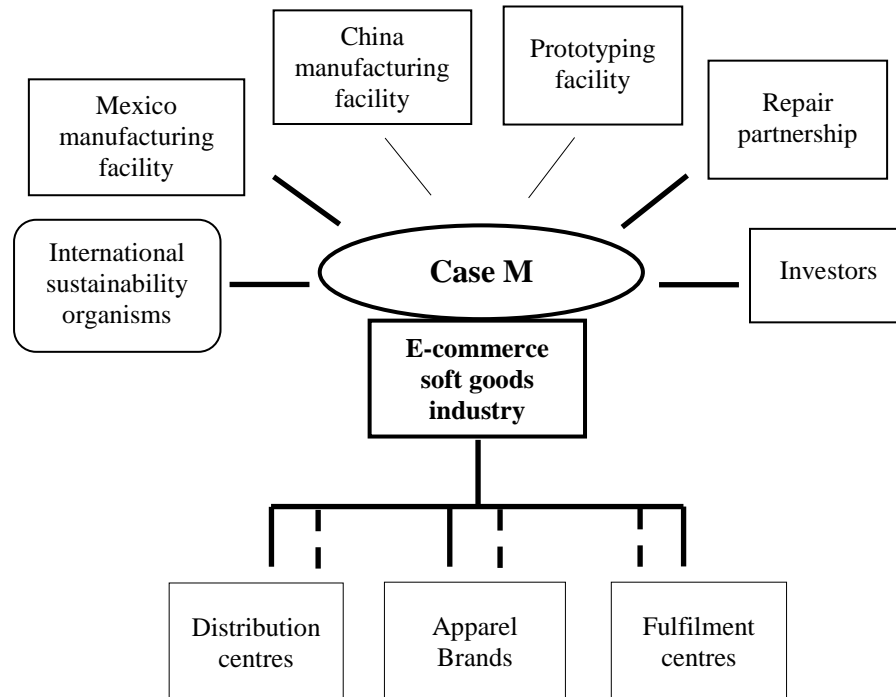 China
manufacturing
facility
Prototyping
facility
Mexico
manufacturing
facility
Repair
partnership
International
sustainability
organisms
Case M
Investors
E-commerce
soft goods
industry
Distribution
centres
Apparel
Brands
Fulfilment
centres